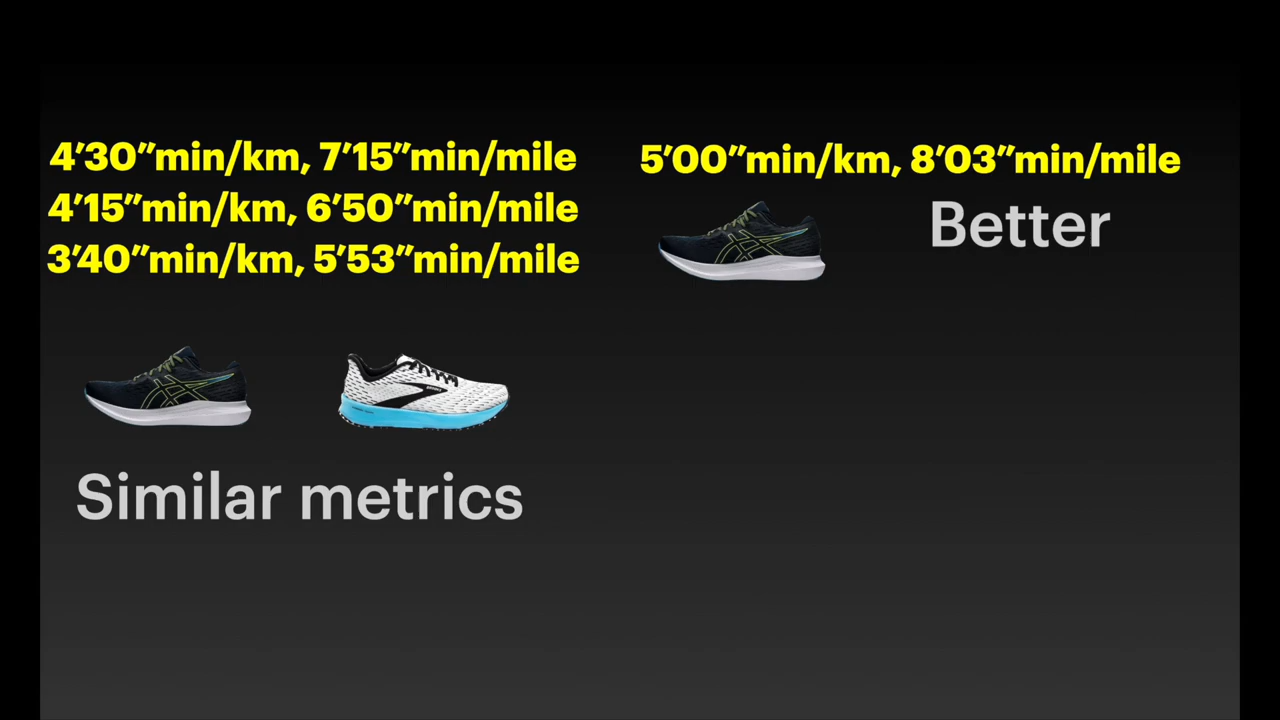 4’30”min/km, 7’15”min/mile
4’15”min/km, 6’50”min/mile
3’40”min/km, 5’53”min/mile
Similar metrics
5’00”min/km, 8’03”min/mile
Better